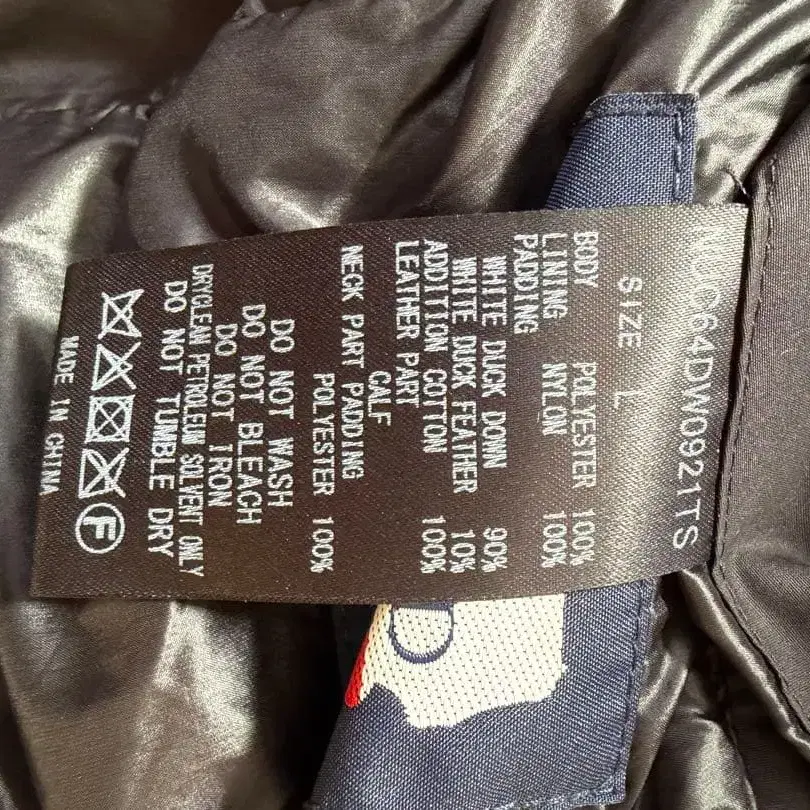 SIZE L
BODY POLYESTER 100%
LINING NYLON 100%
PADDING
WHITE DUCK DOWN 90%
WHITE DUCK FEATHER 10%
ADDITION COTTON 100%
LEATHER PART
CALF
NECK PART PADDING
POLYESTER 100%
DO NOT WASH
DO NOT BLEACH
DO NOT IRON
DRYCLEAN PETROLEUM SOLVENT ONLY
DO NOT TUMBLE DRY
F
MADE IN CHINA